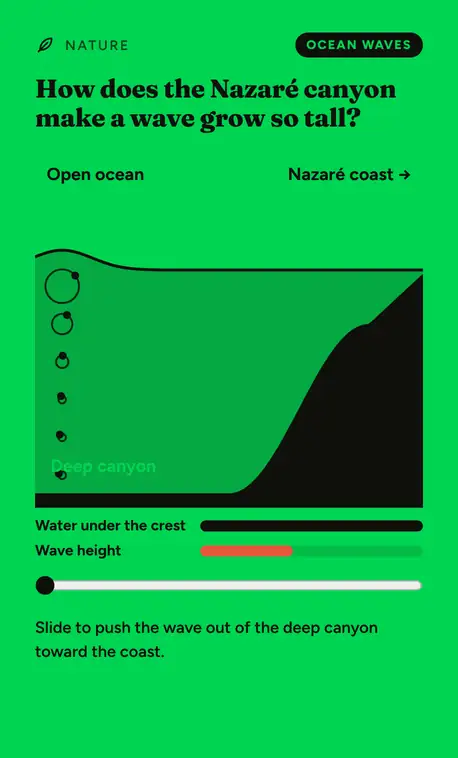 NATURE
OCEAN WAVES
How does the Nazaré canyon
make a wave grow so tall?
Open ocean
Nazaré coast →
Deep canyon
Water under the crest
Wave height
Slide to push the wave out of the deep canyon
toward the coast.